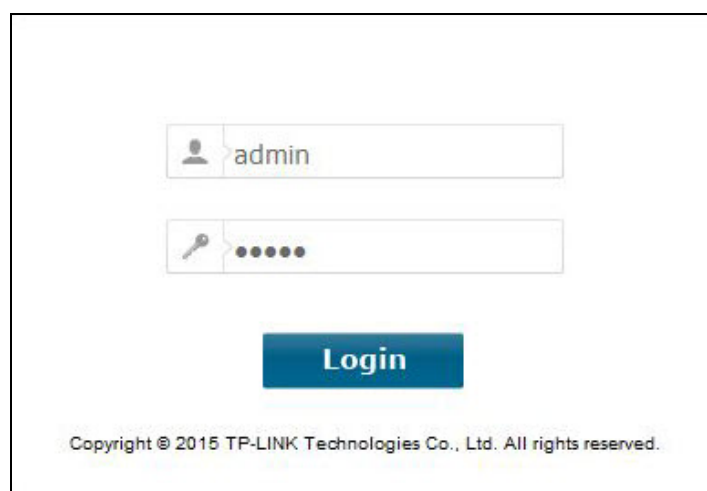 admin
●●●●●
Login
Copyright © 2015 TP-LINK Technologies Co., Ltd. All rights reserved.